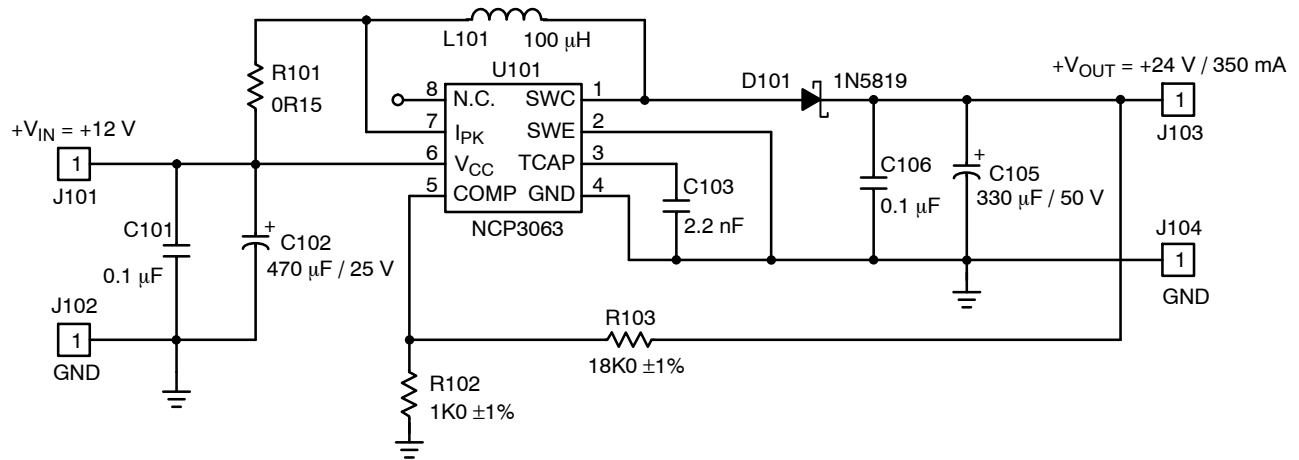 L101 100 μH
U101
R101
0R15
+VIN = +12 V
1
J101
C101
0.1 μF
C102
470 μF / 25 V
J102
1
GND
8 N.C. SWC 1
7 IPK SWE 2
6 VCC TCAP 3
5 COMP GND 4
NCP3063
C103
2.2 nF
D101 1N5819
+VOUT = +24 V / 350 mA
1
J103
C106
0.1 μF
+
C105
330 μF / 50 V
J104
1
GND
+
R103
18K0 ±1%
R102
1K0 ±1%